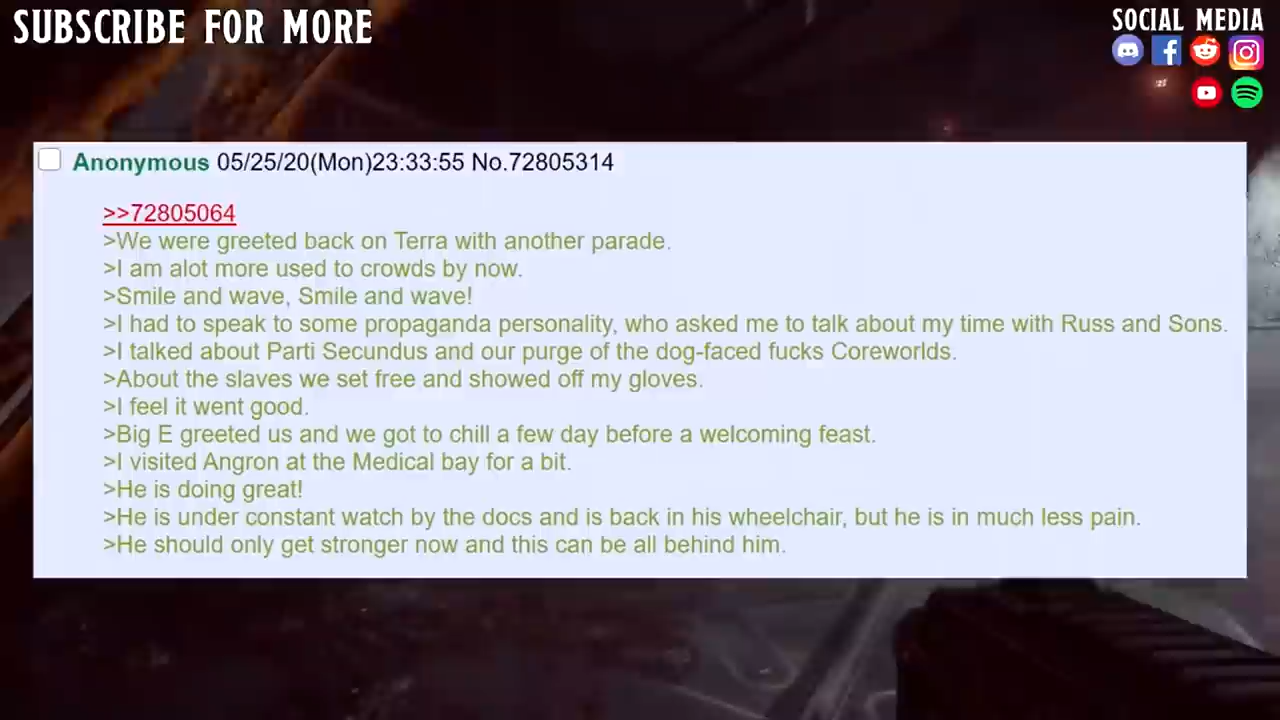 SUBSCRIBE FOR MORE
SOCIAL MEDIA
Anonymous 05/25/20(Mon)23:33:55 No.72805314
>>72805064
>We were greeted back on Terra with another parade.
>I am alot more used to crowds by now.
>Smile and wave, Smile and wave!
>I had to speak to some propaganda personality, who asked me to talk about my time with Russ and Sons.
>I talked about Parti Secundus and our purge of the dog-faced fucks Coreworlds.
>About the slaves we set free and showed off my gloves.
>I feel it went good.
>Big E greeted us and we got to chill a few day before a welcoming feast.
>I visited Angron at the Medical bay for a bit.
>He is doing great!
>He is under constant watch by the docs and is back in his wheelchair, but he is in much less pain.
>He should only get stronger now and this can be all behind him.